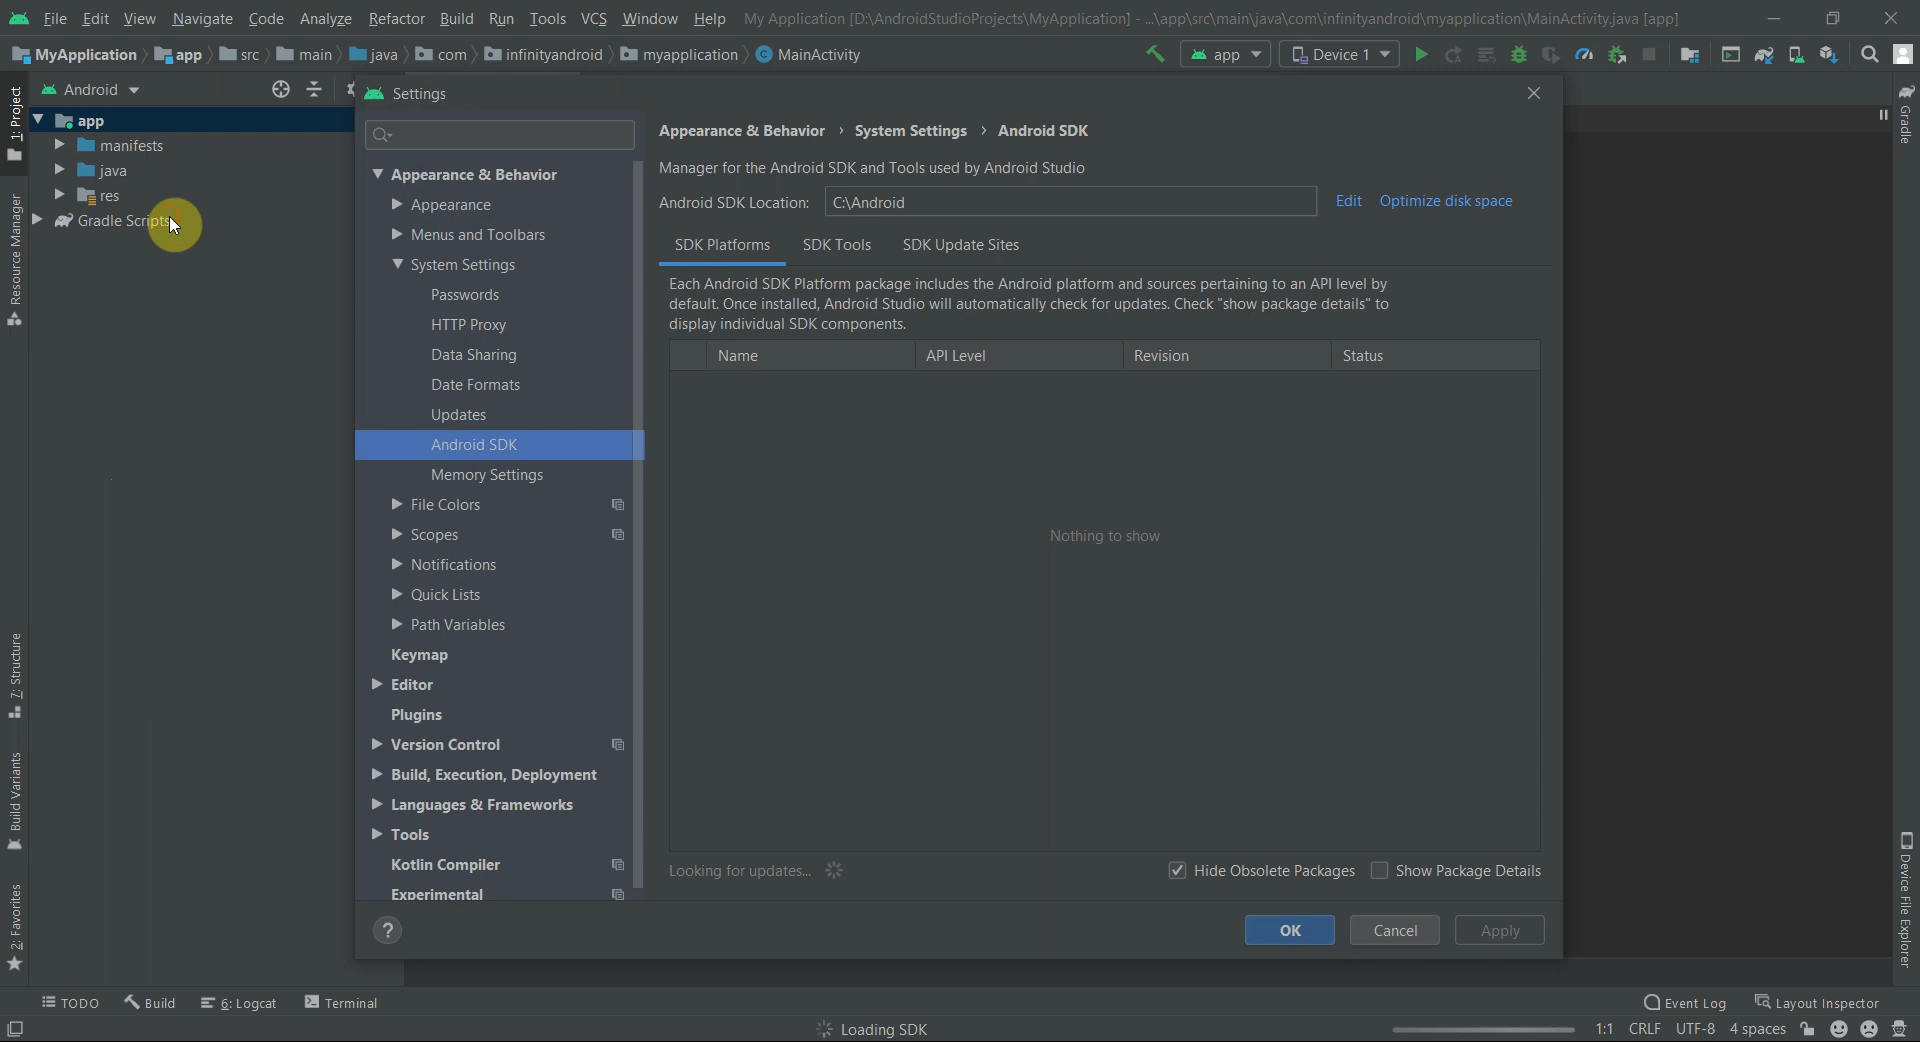 File Edit View Navigate Code Analyze Refactor Build Run Tools VCS Window Help My Application [D:\AndroidStudioProjects\MyApplication] - ...\app\src\main\java\com\infinityandroid\myapplication\MainActivity.java [app]
MyApplication app src main java com infinityandroid myapplication C MainActivity app Device 1
Android
Settings
1: Project
Resource Manager
7: Structure
Build Variants
2: Favorites
app
manifests
java
res
Gradle Scripts
Appearance & Behavior
Appearance
Menus and Toolbars
System Settings
Passwords
HTTP Proxy
Data Sharing
Date Formats
Updates
Android SDK
Memory Settings
File Colors
Scopes
Notifications
Quick Lists
Path Variables
Keymap
Editor
Plugins
Version Control
Build, Execution, Deployment
Languages & Frameworks
Tools
Kotlin Compiler
Experimental
Appearance & Behavior › System Settings › Android SDK
Manager for the Android SDK and Tools used by Android Studio
Android SDK Location: C:\Android Edit Optimize disk space
SDK Platforms SDK Tools SDK Update Sites
Each Android SDK Platform package includes the Android platform and sources pertaining to an API level by
default. Once installed, Android Studio will automatically check for updates. Check "show package details" to
display individual SDK components.
Name API Level Revision Status
Nothing to show
Looking for updates... Hide Obsolete Packages Show Package Details
? OK Cancel Apply
Gradle
Device File Explorer
TODO Build 6: Logcat Terminal Event Log Layout Inspector
Loading SDK 1:1 CRLF UTF-8 4 spaces